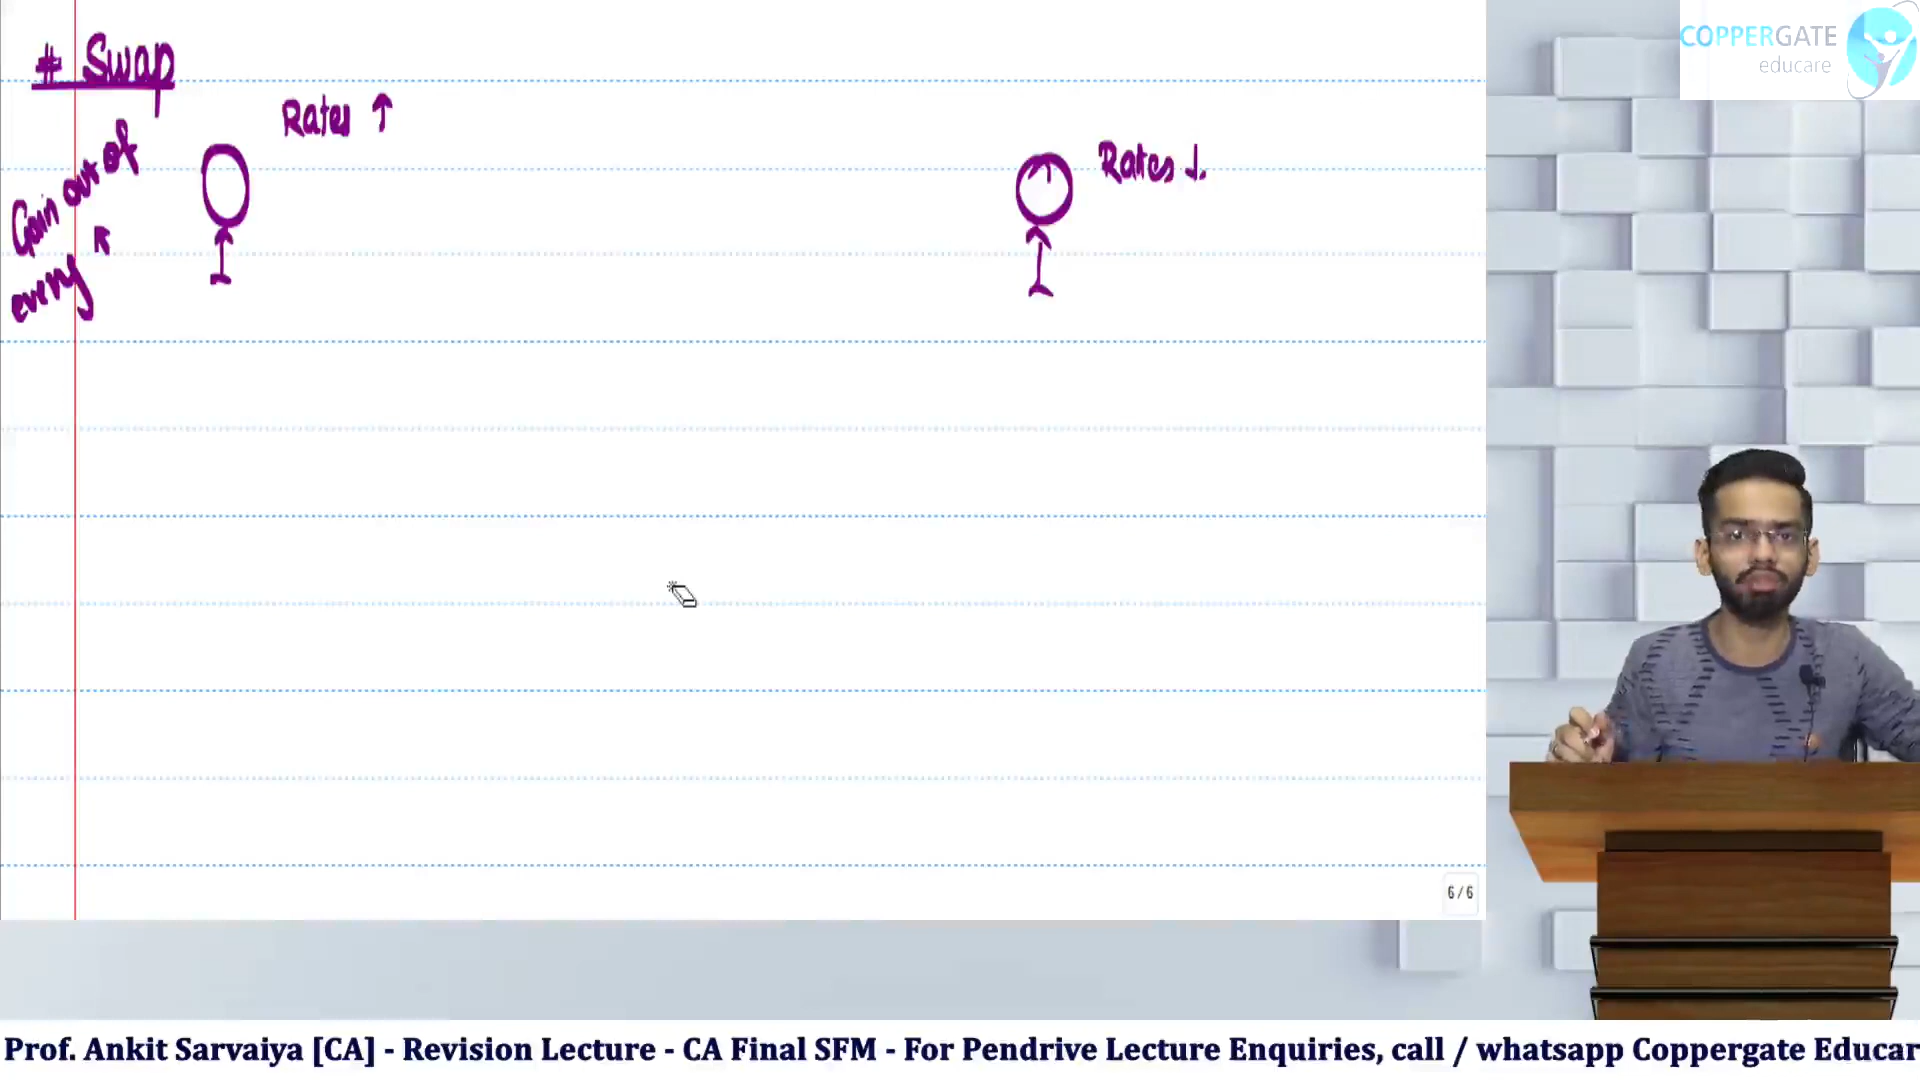 # Swap
Rates ↑
Gain out of
every ↑
Rates ↓.
6/6
COPPERGATE
educare
Prof. Ankit Sarvaiya [CA] - Revision Lecture - CA Final SFM - For Pendrive Lecture Enquiries, call / whatsapp Coppergate Educar